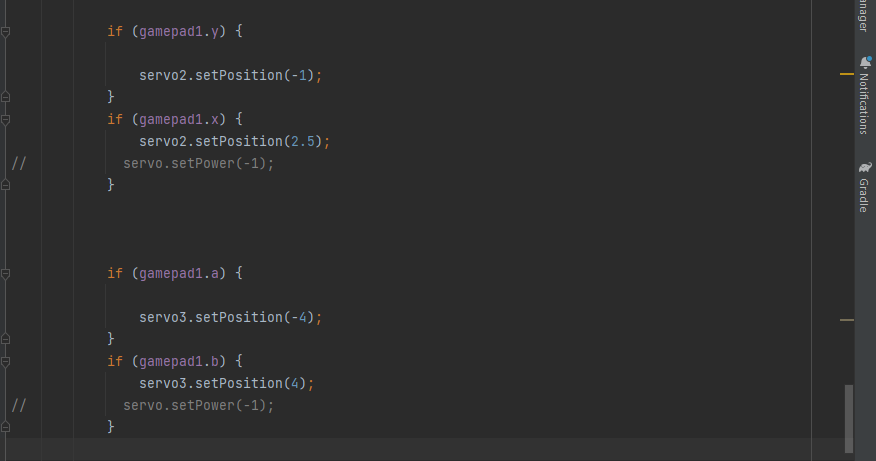 if (gamepad1.y) {
servo2.setPosition(-1);
}
if (gamepad1.x) {
servo2.setPosition(2.5);
// servo.setPower(-1);
}
if (gamepad1.a) {
servo3.setPosition(-4);
}
if (gamepad1.b) {
servo3.setPosition(4);
// servo.setPower(-1);
}
anager
Notifications
Gradle